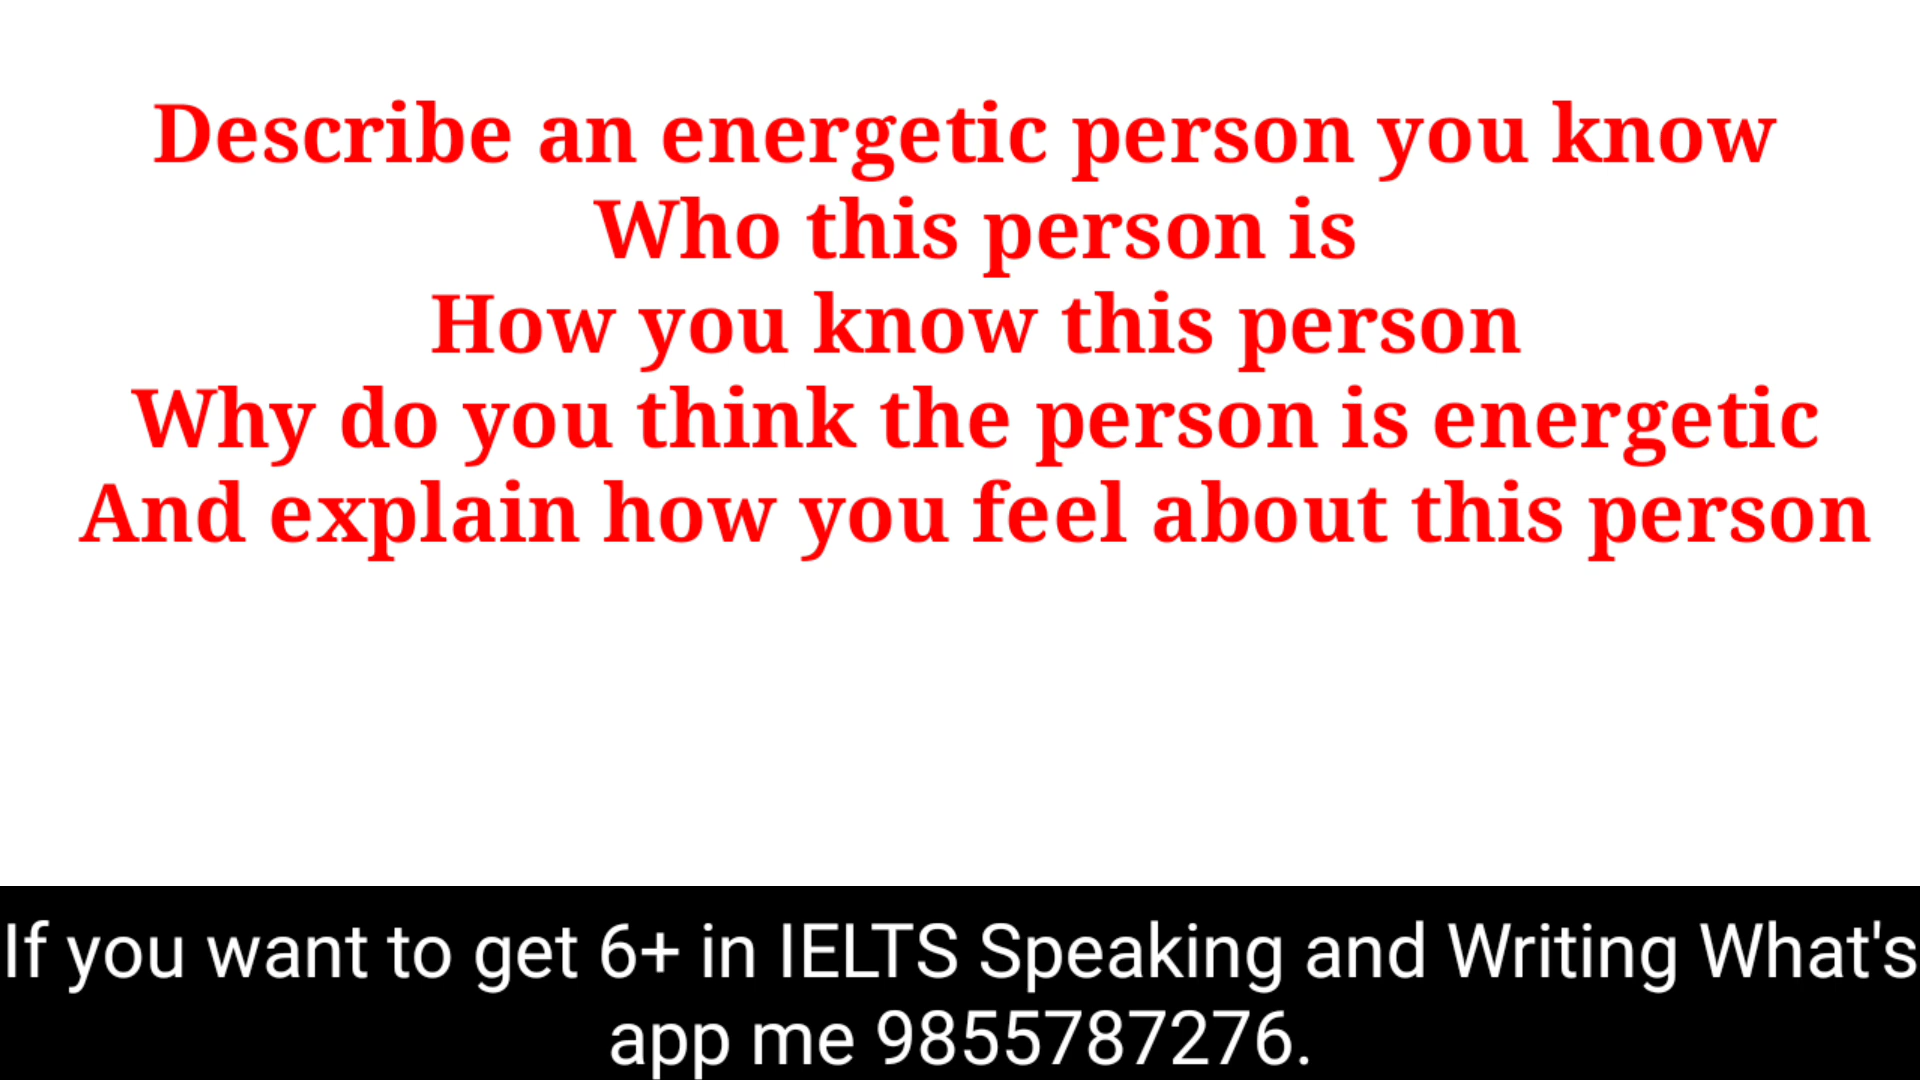 Describe an energetic person you know
Who this person is
How you know this person
Why do you think the person is energetic
And explain how you feel about this person
If you want to get 6+ in IELTS Speaking and Writing What's
app me 9855787276.